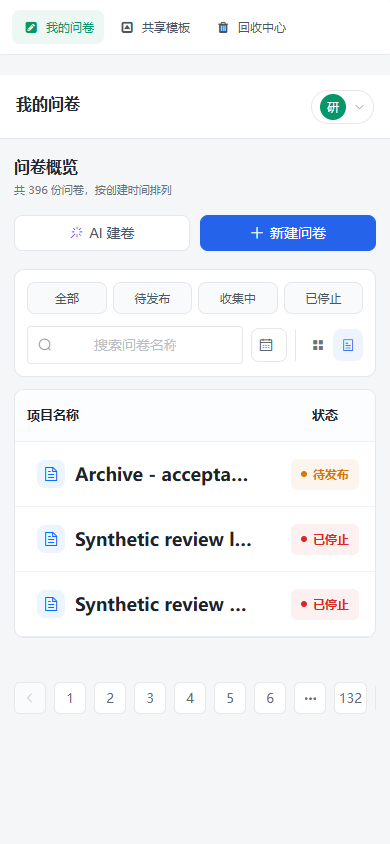 我的问卷 共享模板 回收中心
我的问卷
研
问卷概览
共 396 份问卷，按创建时间排列
AI 建卷
新建问卷
全部 待发布 收集中 已停止
搜索问卷名称
项目名称 状态
Archive - accepta... 待发布
Synthetic review l... 已停止
Synthetic review ... 已停止
1 2 3 4 5 6 ••• 132